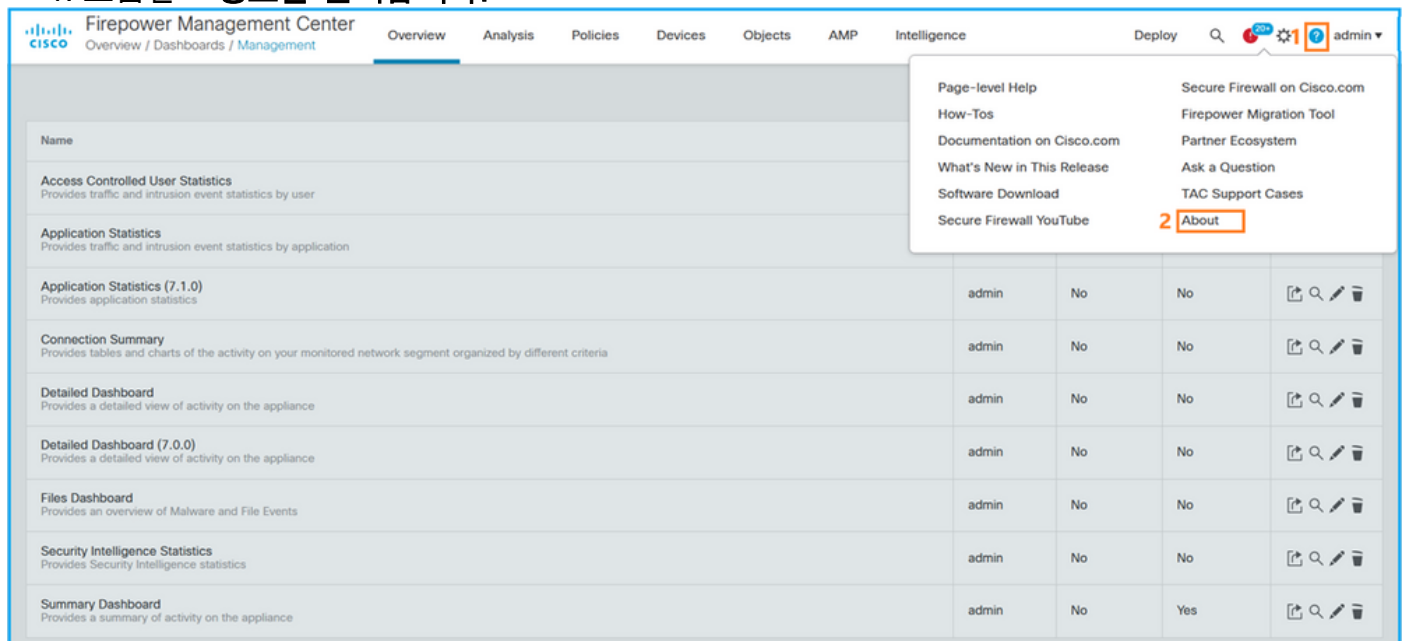 CISCO
Firepower Management Center
Overview / Dashboards / Management
Overview Analysis Policies Devices Objects AMP Intelligence Deploy 20+ 1 ? admin
Page-level Help Secure Firewall on Cisco.com
How-Tos Firepower Migration Tool
Documentation on Cisco.com Partner Ecosystem
What's New in This Release Ask a Question
Software Download TAC Support Cases
Secure Firewall YouTube 2 About
Name
Access Controlled User Statistics
Provides traffic and intrusion event statistics by user
Application Statistics
Provides traffic and intrusion event statistics by application
Application Statistics (7.1.0)
Provides application statistics
admin No No
Connection Summary
Provides tables and charts of the activity on your monitored network segment organized by different criteria
admin No No
Detailed Dashboard
Provides a detailed view of activity on the appliance
admin No No
Detailed Dashboard (7.0.0)
Provides a detailed view of activity on the appliance
admin No No
Files Dashboard
Provides an overview of Malware and File Events
admin No No
Security Intelligence Statistics
Provides Security Intelligence statistics
admin No No
Summary Dashboard
Provides a summary of activity on the appliance
admin No Yes